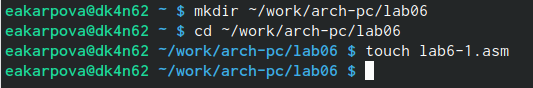 eakarpova@dk4n62 ~ $ mkdir ~/work/arch-pc/lab06
eakarpova@dk4n62 ~ $ cd ~/work/arch-pc/lab06
eakarpova@dk4n62 ~/work/arch-pc/lab06 $ touch lab6-1.asm
eakarpova@dk4n62 ~/work/arch-pc/lab06 $